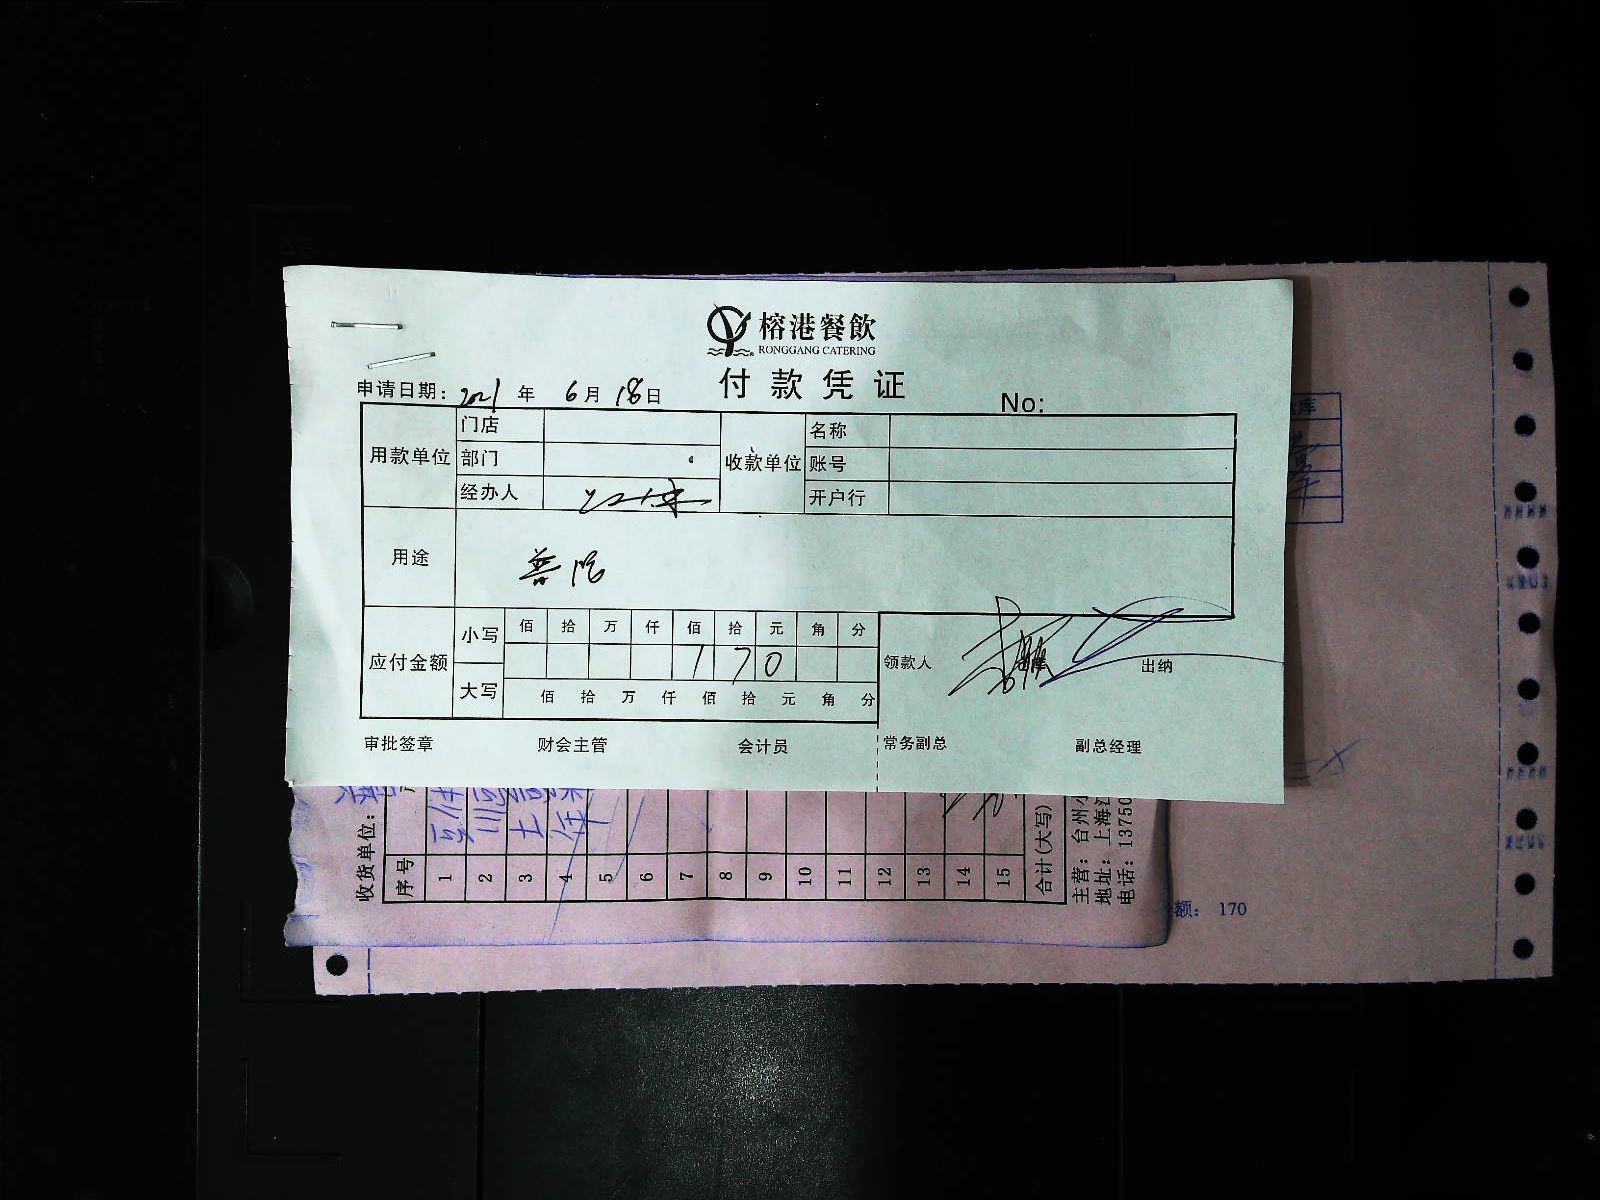 榕港餐飲
RONGGANG CATERING
付款凭证
申请日期: 2021 年 6 月 18 日 No:
用款单位 门店 收款单位 名称
部门 账号
经办人 开户行
用途 普陀
应付金额 小写 佰 拾 万 仟 佰 拾 元 角 分
1 7 0
大写 佰 拾 万 仟 佰 拾 元 角 分
领款人 出纳
审批签章 财会主管 会计员 常务副总 副总经理
收货单位:
序号 1 2 3 4 5 6 7 8 9 10 11 12 13 14 15
合计(大写)
主营: 台州
地址: 上海
电话: 13750
额: 170
库